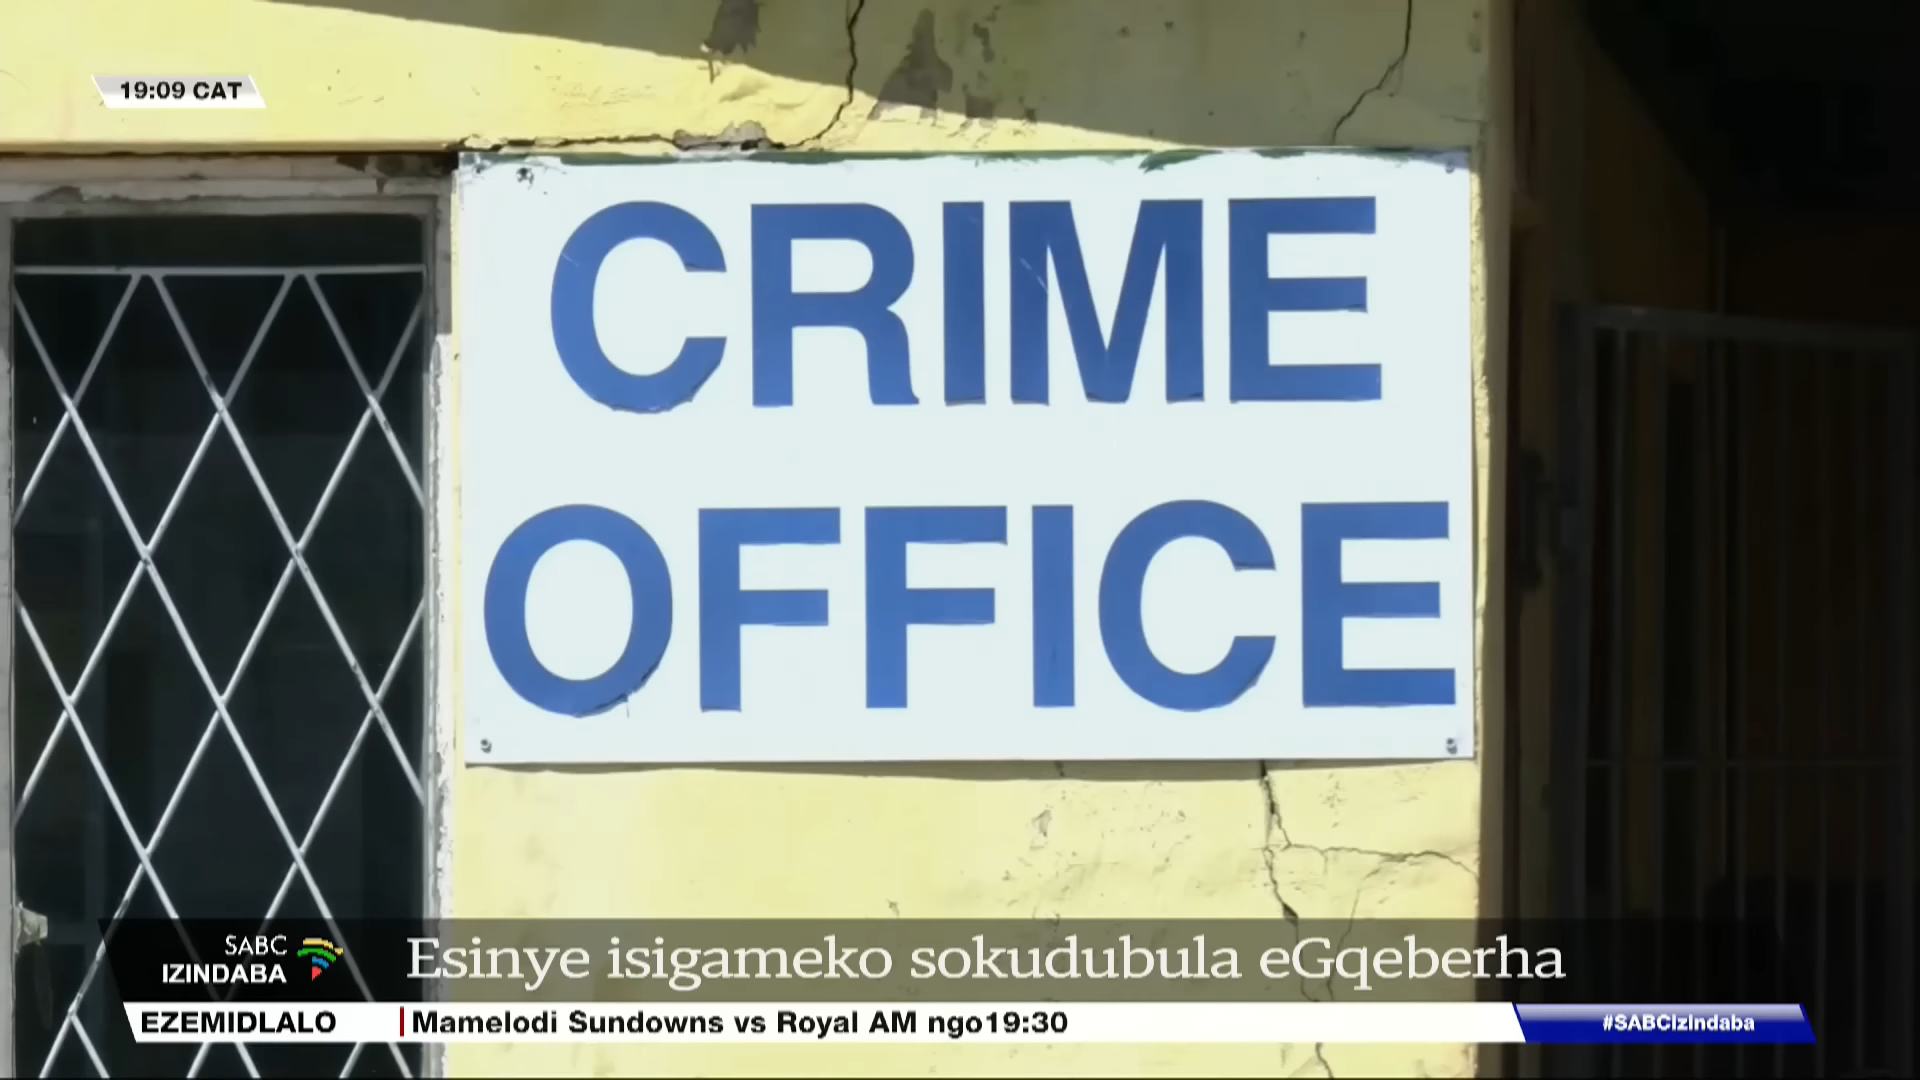 19:09 CAT
CRIME
OFFICE
SABC
IZINDABA
Esinye isigameko sokudubula eGqeberha
EZEMIDLALO
Mamelodi Sundowns vs Royal AM ngo19:30
#SABCizindaba